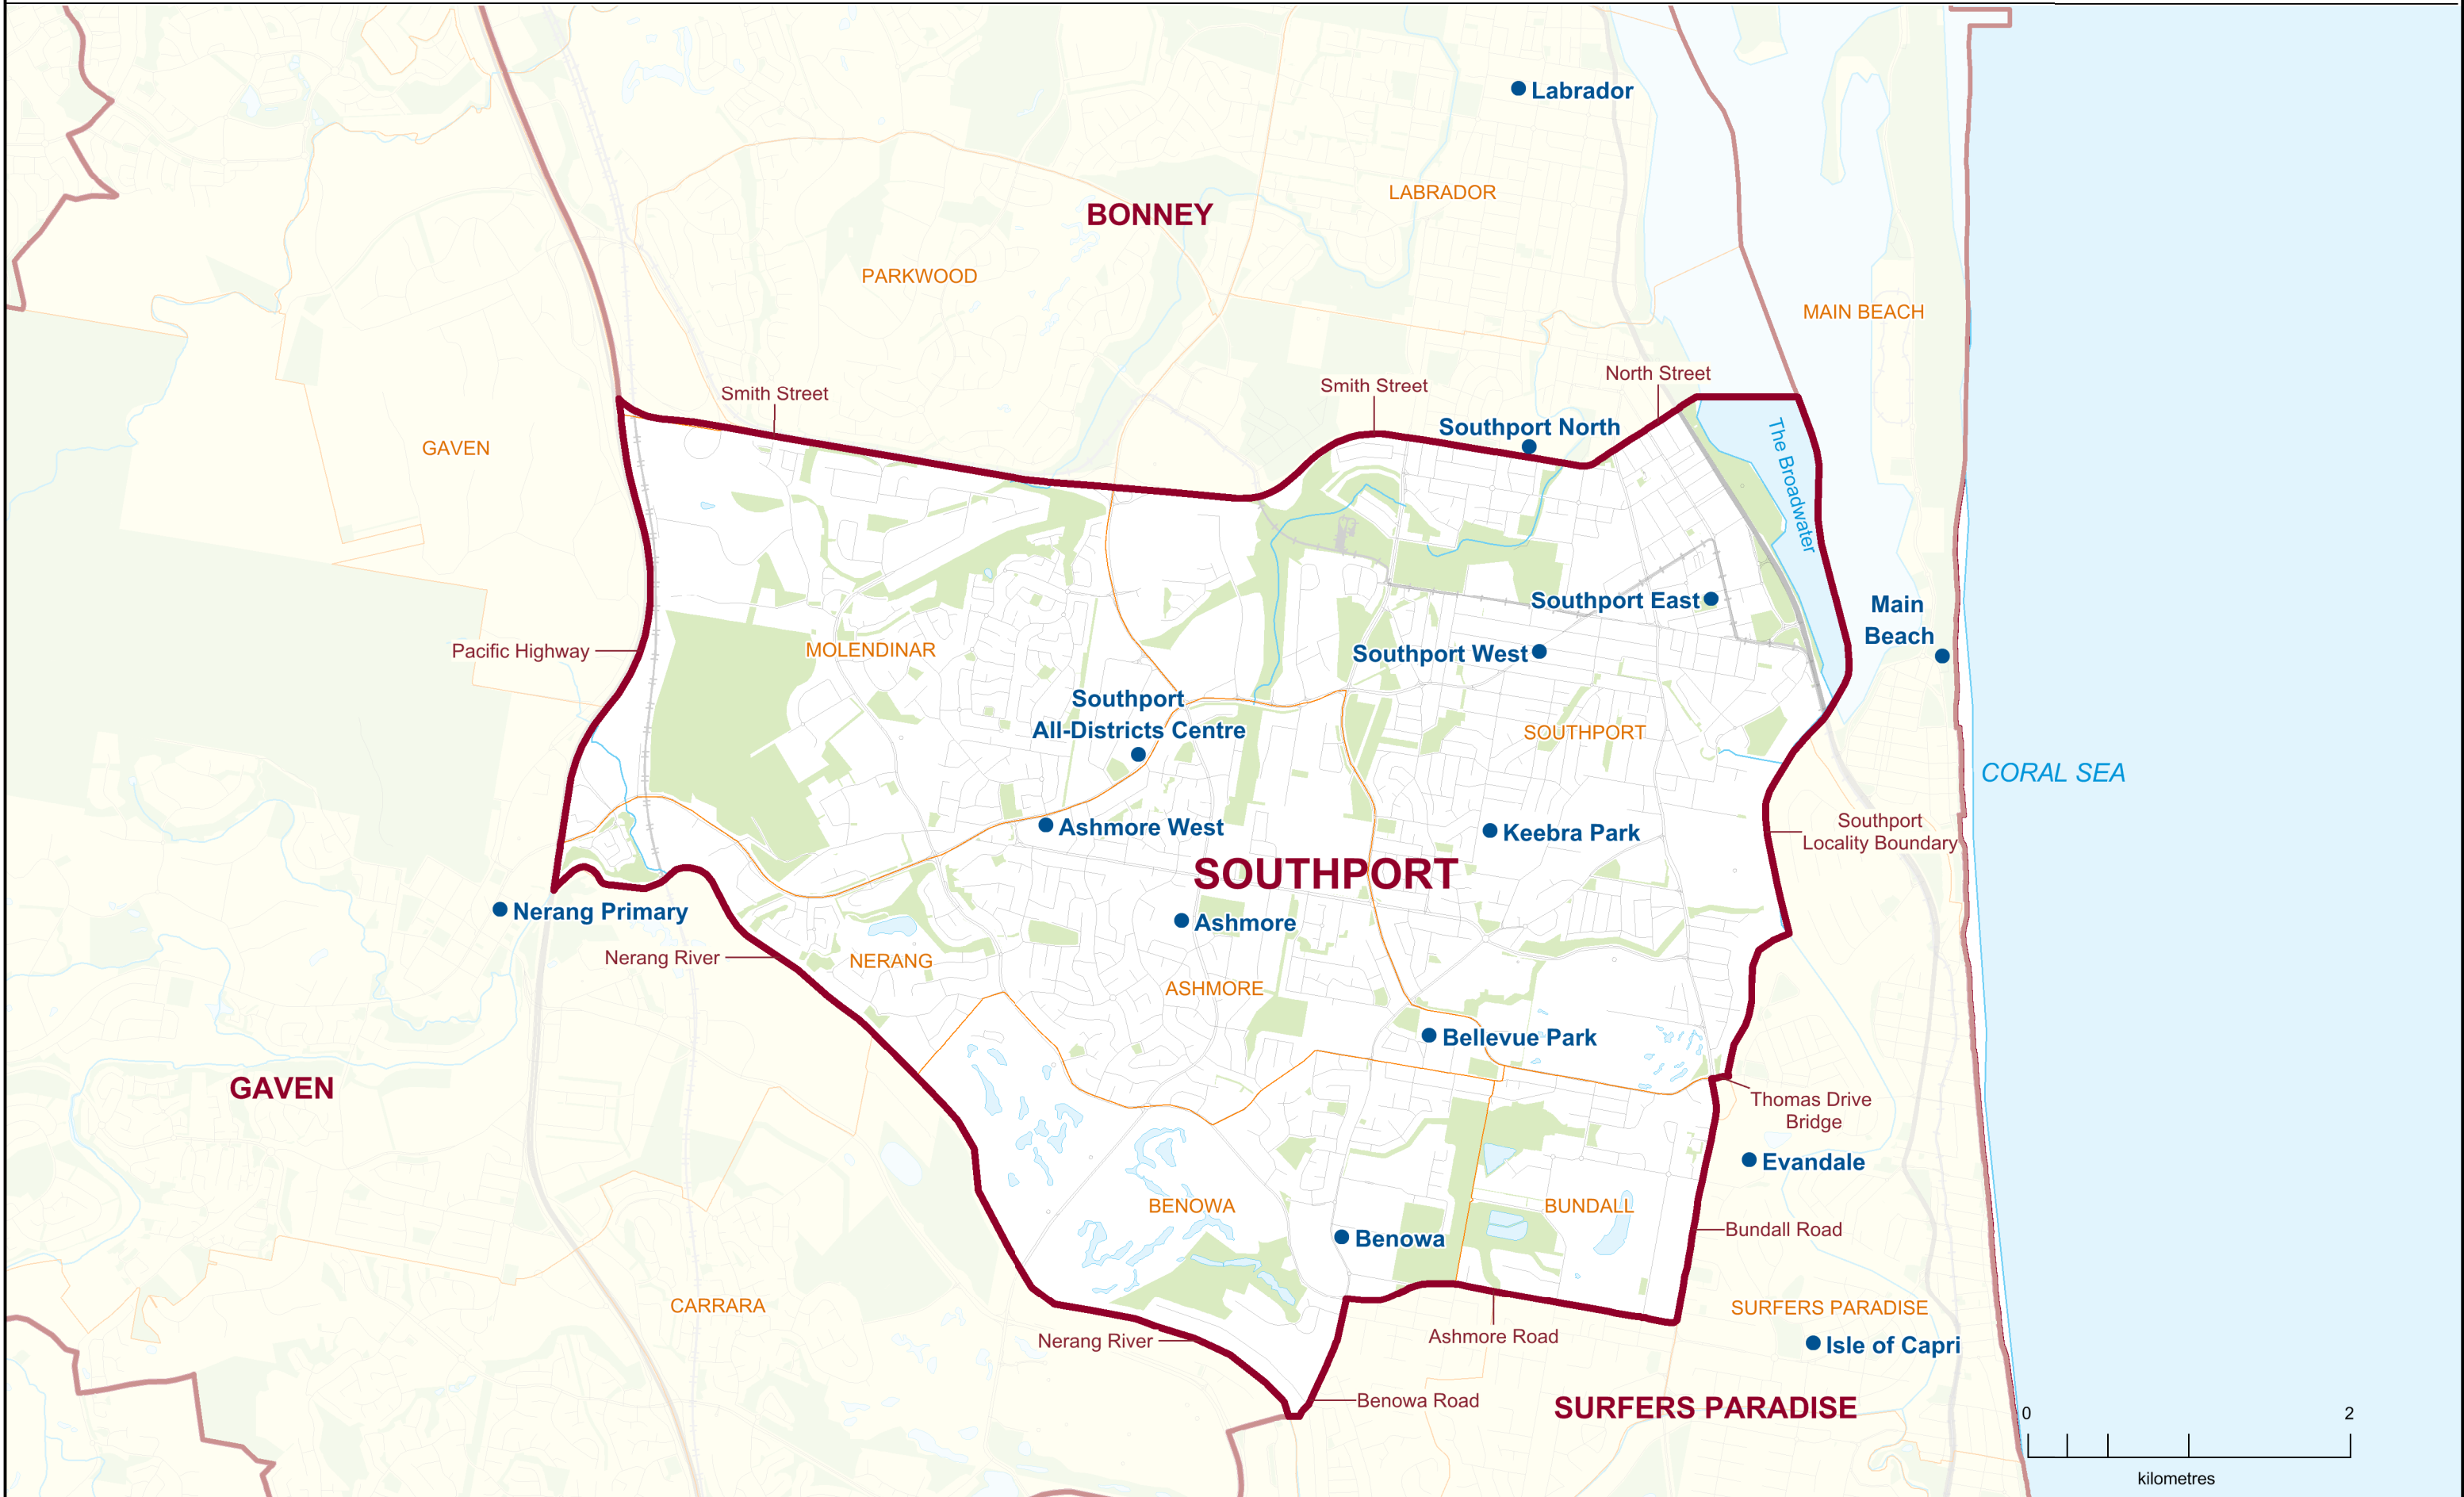 Labrador
LABRADOR
BONNEY
PARKWOOD
MAIN BEACH
North Street
Smith Street
Smith Street
Southport North
GAVEN
The Broadwater
Southport East
Main
Beach
Pacific Highway
MOLENDINAR
Southport West
Southport
All-Districts Centre
SOUTHPORT
CORAL SEA
Ashmore West
Keebra Park
Southport
Locality Boundary
SOUTHPORT
Nerang Primary
Ashmore
Nerang River
NERANG
ASHMORE
Bellevue Park
GAVEN
Thomas Drive
Bridge
Evandale
BENOWA
BUNDALL
Bundall Road
Benowa
CARRARA
SURFERS PARADISE
Nerang River
Ashmore Road
Isle of Capri
Benowa Road
SURFERS PARADISE
0 2
kilometres